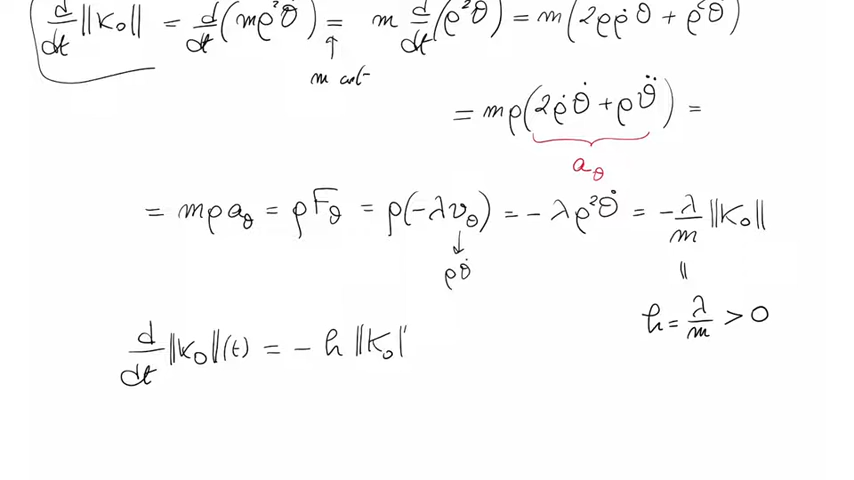 d/dt ||K₀|| = d/dt (mρ²θ̇) = m d/dt (ρ²θ̇) = m(2ρρ̇θ̇ + ρ²θ̈)
↑
m cost
= mρ(2ρ̇θ̇ + ρθ̈) =
a_θ
= mρa_θ = ρF_θ = ρ(-λv_θ) = -λρ²θ̇ = -λ/m ||K₀||
↓
ρθ̇
||
h = λ/m > 0
d/dt ||K₀||(t) = -h ||K₀|